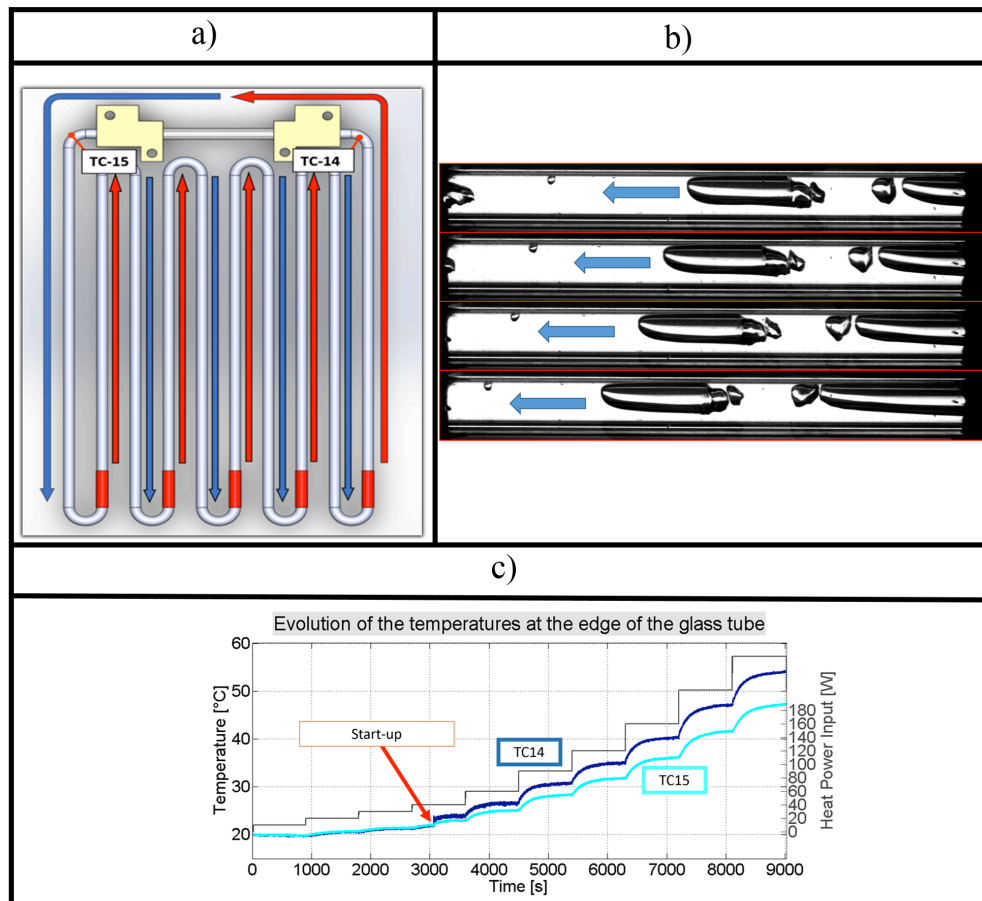 a)
b)
TC-15
TC-14
c)
Evolution of the temperatures at the edge of the glass tube
Temperature [°C]
60
50
40
30
20
Start-up
TC14
TC15
180
160
140
120
100
80
60
40
20
0
Heat Power Input [W]
0
1000
2000
3000
4000
5000
6000
7000
8000
9000
Time [s]